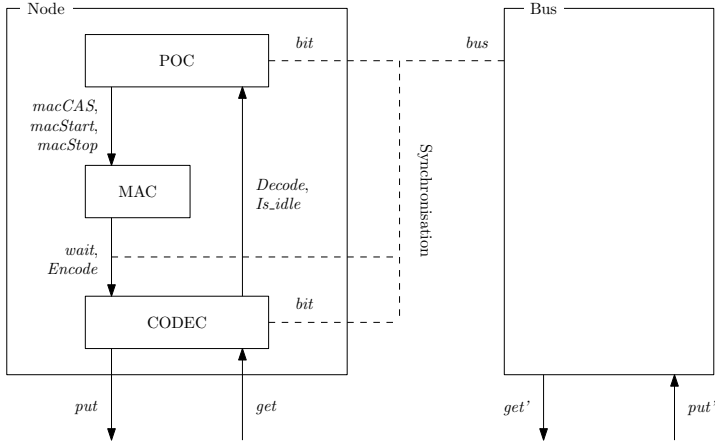 Node
Bus
bit
bus
POC
macCAS,
macStart,
macStop
Synchronisation
MAC
Decode,
Is_idle
wait,
Encode
bit
CODEC
put
get
get'
put'